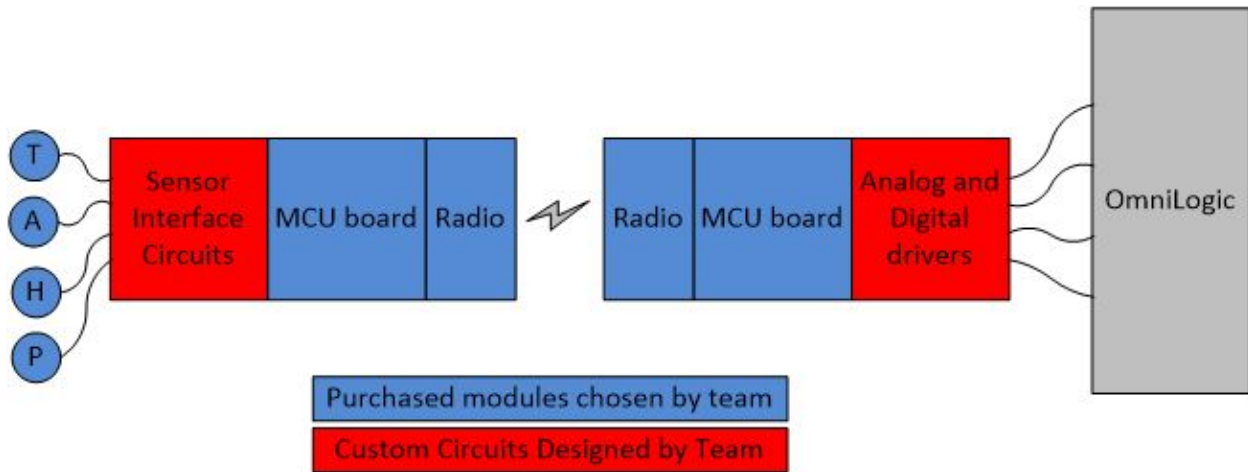 T
A
H
P
Sensor
Interface
Circuits
MCU board
Radio
Radio
MCU board
Analog and
Digital
drivers
OmniLogic
Purchased modules chosen by team
Custom Circuits Designed by Team